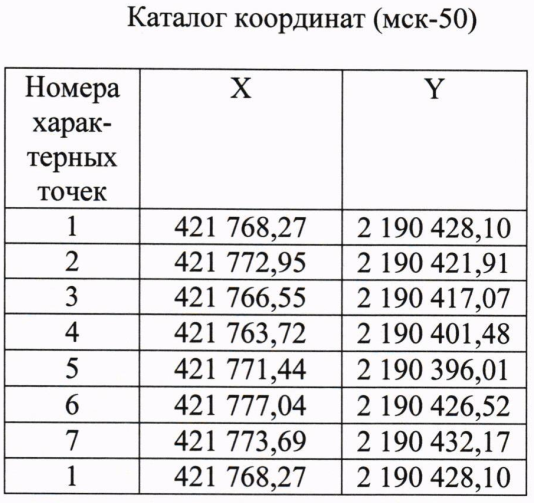 Каталог координат (мск-50)
Номера
харак-
терных
точек
X
Y
1 421 768,27 2 190 428,10
2 421 772,95 2 190 421,91
3 421 766,55 2 190 417,07
4 421 763,72 2 190 401,48
5 421 771,44 2 190 396,01
6 421 777,04 2 190 426,52
7 421 773,69 2 190 432,17
1 421 768,27 2 190 428,10